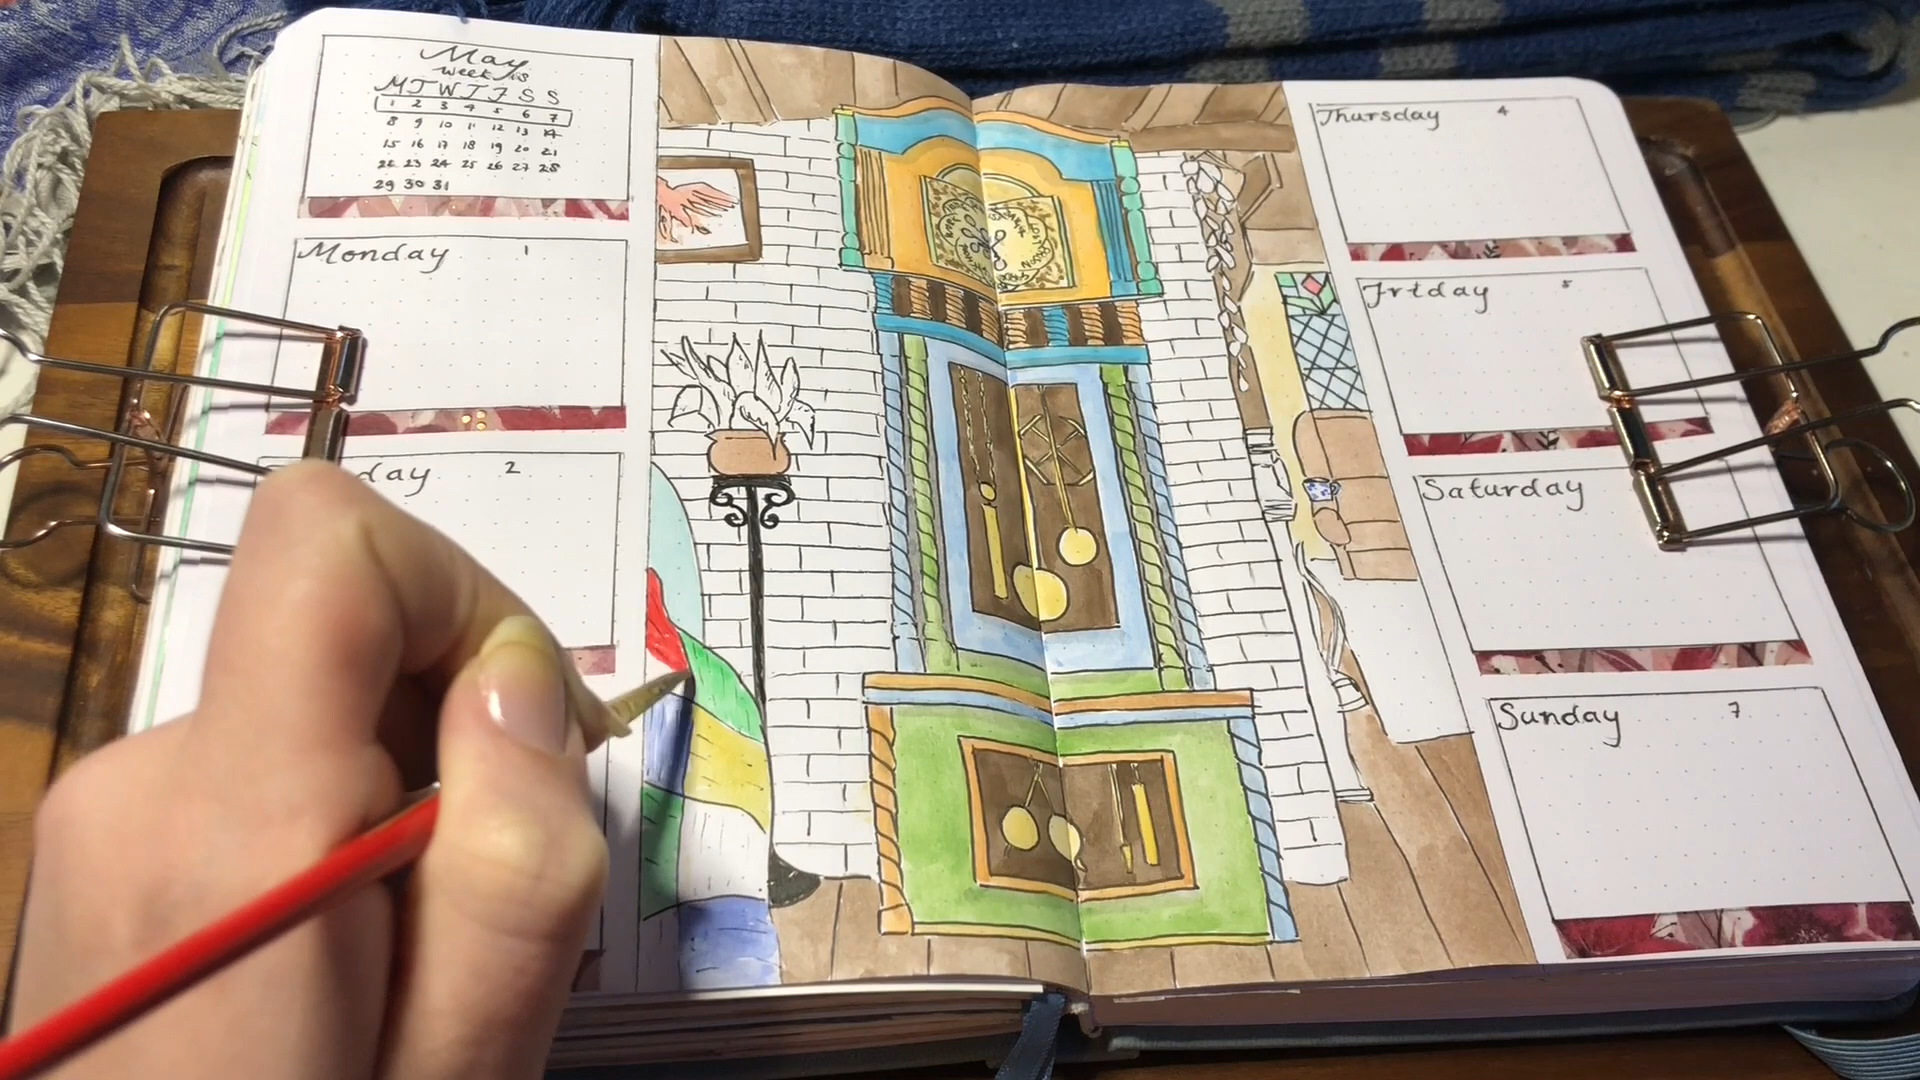 May
Week 18
M T W T F S S
1 2 3 4 5 6 7
8 9 10 11 12 13 14
15 16 17 18 19 20 21
22 23 24 25 26 27 28
29 30 31
Monday 1
day 2
Thursday 4
Friday 5
Saturday
Sunday 7